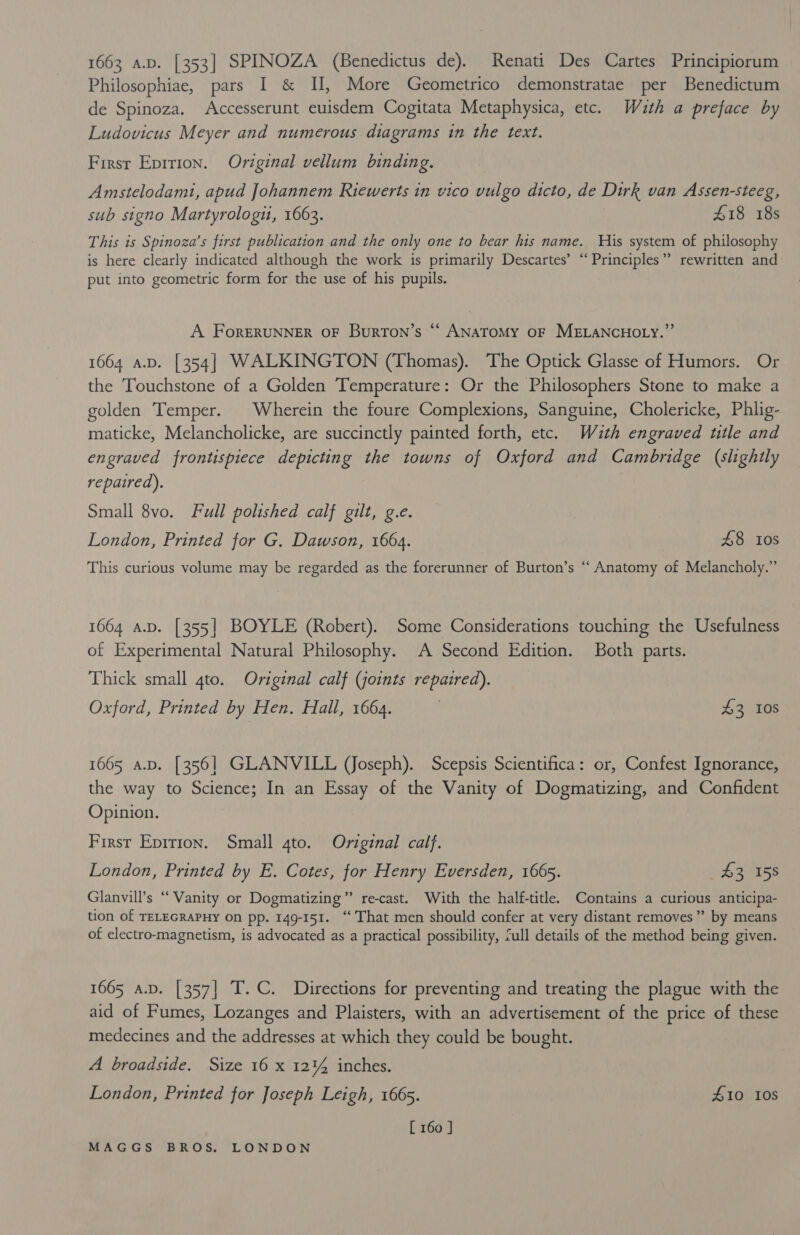 1663 A.D. [353] SPINOZA (Benedictus de). Renati Des Cartes Principiorum
Philosophiae, pars I & II, More Geometrico demonstratae per Benedictum
de Spinoza. Accesserunt euisdem Cogitata Metaphysica, etc. With a preface by
Ludovicus Meyer and numerous diagrams in the text.
First Edition. Original vellum binding.
Amstelodami, apud Johannem Riewerts in vico vulgo dicto, de Dirk van Assen-steeg,
sub signo Martyrologii, 1663. £18 18s
This is Spinoza's first publication and the only one to bear his name. His system of philosophy
is here clearly indicated although the work is primarily Descartes' “Principles” rewritten and
put into geometric form for the use of his pupils.
A Forerunner of Burton's “Anatomy of Melancholy.”
1664 A.D. [354] WALKINGTON (Thomas). The Optick Glasse of Humors. Or
the Touchstone of a Golden Temperature: Or the Philosophers Stone to make a
golden Temper. Wherein the foure Complexions, Sanguine, Cholericke, Phlig-
maticke, Melancholicke, are succinctly painted forth, etc. With engraved title and
engraved frontispiece depicting the towns of Oxford and Cambridge (slightly
repaired).
Small 8vo. Full polished calf gilt, g.e.
London, Printed for G. Dawson, 1664. £8 10s
This curious volume may be regarded as the forerunner of Burton's “Anatomy of Melancholy.”
1664 A.D. [355] BOYLE (Robert). Some Considerations touching the Usefulness
of Experimental Natural Philosophy. A Second Edition. Both parts.
Thick small 4to. Original calf (joints repaired).
Oxford, Printed by Hen. Hall, 1664. £3 10s
1665 A.D. [356] GLANVILL (Joseph). Scepsis Scientifica: or, Confest Ignorance,
the way to Science; In an Essay of the Vanity of Dogmatizing, and Confident
Opinion.
First Edition. Small 4to. Original calf.
London, Printed by E. Cotes, for Henry Eversden, 1665. £3 15s
Glanvill's “Vanity or Dogmatizing” re-cast. With the half-title. Contains a curious anticipa-
tion of TELEGRAPHY on pp. 149-151. “That men should confer at very distant removes” by means
of electro-magnetism, is advocated as a practical possibility, full details of the method being given.
1665 A.D. [357] T. C. Directions for preventing and treating the plague with the
aid of Fumes, Lozanges and Plaisters, with an advertisement of the price of these
medecines and the addresses at which they could be bought.
A broadside. Size 16 x 12¼ inches.
London, Printed for Joseph Leigh, 1665. £10 10s
[ 160 ]
MAGGS BROS. LONDON